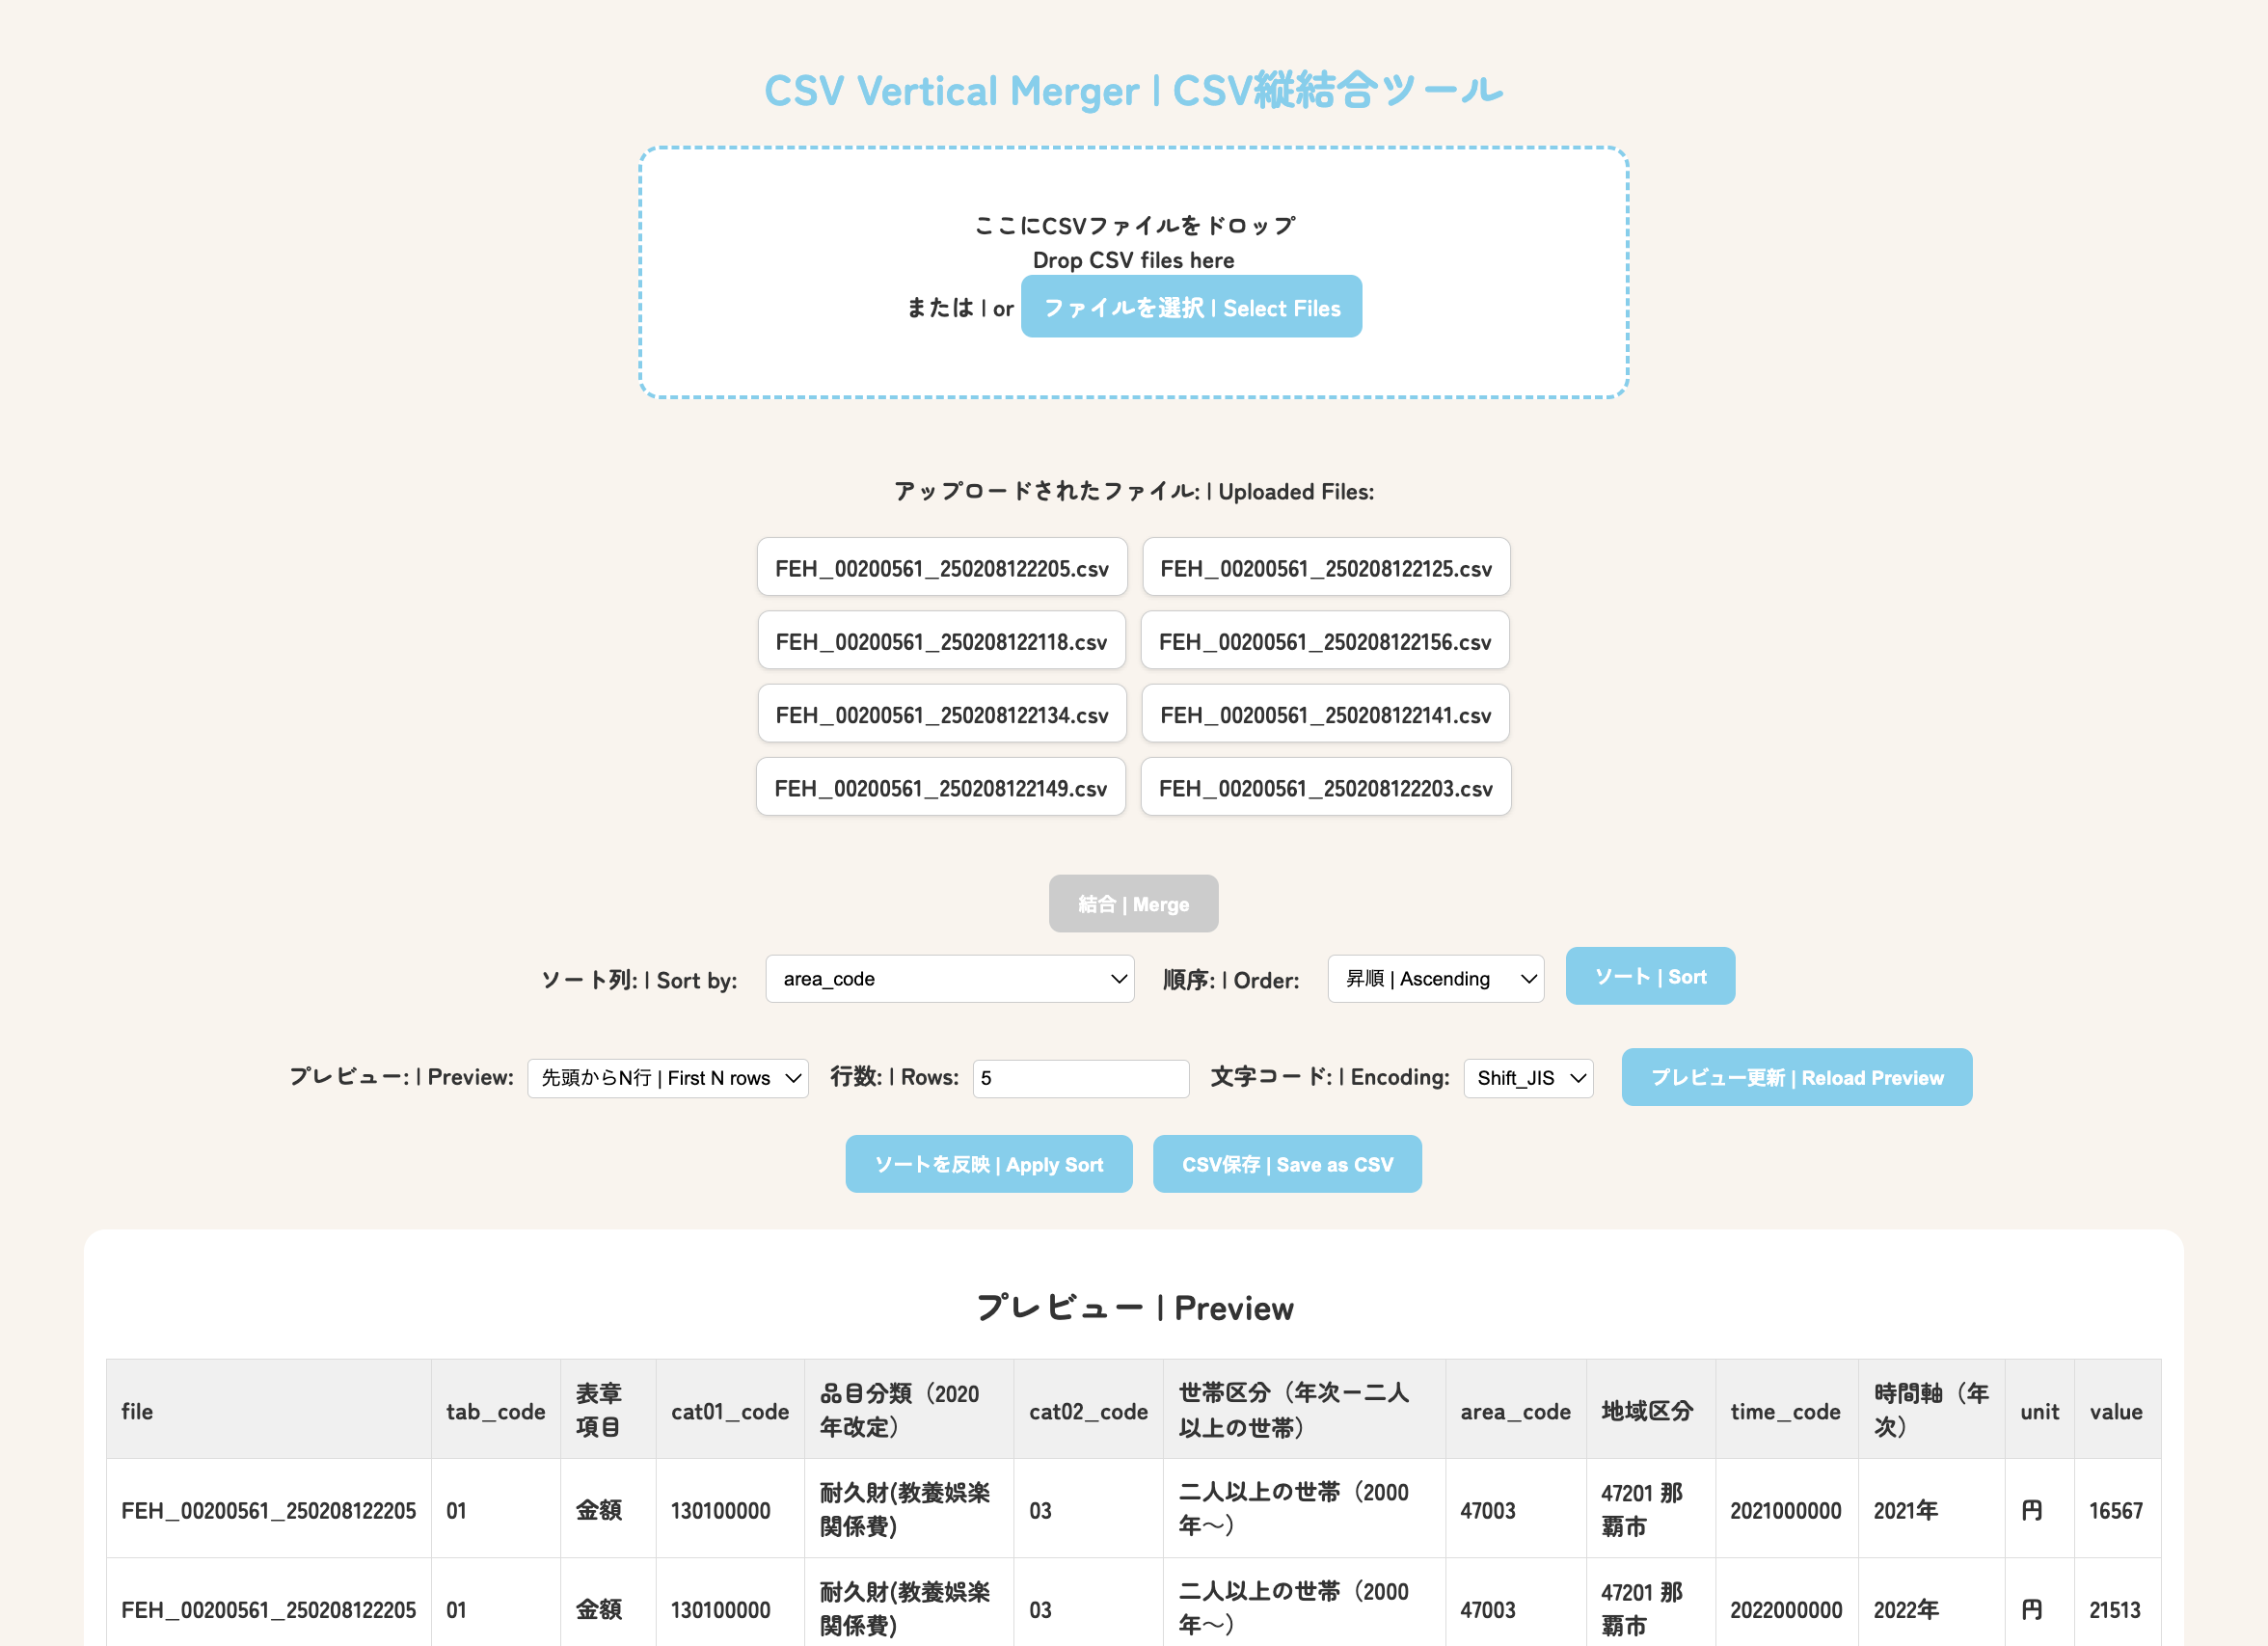 CSV Vertical Merger | CSV縦結合ツール
ここにCSVファイルをドロップ
Drop CSV files here
または | or ファイルを選択 | Select Files
アップロードされたファイル: | Uploaded Files:
FEH_00200561_250208122205.csv FEH_00200561_250208122125.csv
FEH_00200561_250208122118.csv FEH_00200561_250208122156.csv
FEH_00200561_250208122134.csv FEH_00200561_250208122141.csv
FEH_00200561_250208122149.csv FEH_00200561_250208122203.csv
結合 | Merge
ソート列: | Sort by: area_code 順序: | Order: 昇順 | Ascending ソート | Sort
プレビュー: | Preview: 先頭からN行 | First N rows 行数: | Rows: 5 文字コード: | Encoding: Shift_JIS プレビュー更新 | Reload Preview
ソートを反映 | Apply Sort CSV保存 | Save as CSV
プレビュー | Preview
file tab_code 表章項目 cat01_code 品目分類（2020年改定） cat02_code 世帯区分（年次－二人以上の世帯） area_code 地域区分 time_code 時間軸（年次） unit value
FEH_00200561_250208122205 01 金額 130100000 耐久財(教養娯楽関係費) 03 二人以上の世帯（2000年～） 47003 47201 那覇市 2021000000 2021年 円 16567
FEH_00200561_250208122205 01 金額 130100000 耐久財(教養娯楽関係費) 03 二人以上の世帯（2000年～） 47003 47201 那覇市 2022000000 2022年 円 21513